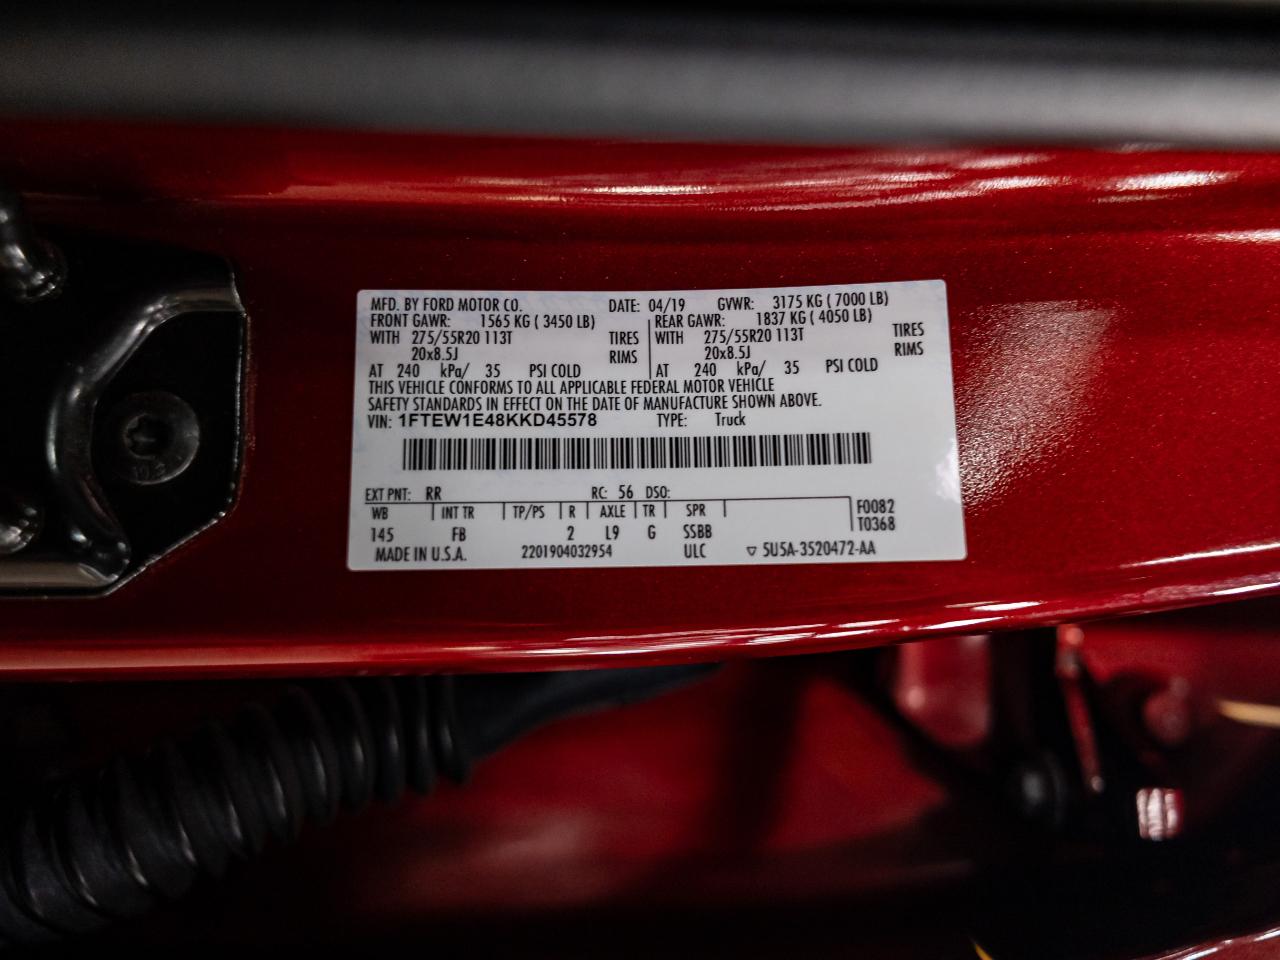 MFD. BY FORD MOTOR CO. DATE: 04/19 GVWR: 3175 KG ( 7000 LB)
FRONT GAWR: 1565 KG ( 3450 LB) REAR GAWR: 1837 KG ( 4050 LB)
WITH 275/55R20 113T TIRES WITH 275/55R20 113T TIRES
20x8.5J RIMS 20x8.5J RIMS
AT 240 kPa/ 35 PSI COLD AT 240 kPa/ 35 PSI COLD
THIS VEHICLE CONFORMS TO ALL APPLICABLE FEDERAL MOTOR VEHICLE
SAFETY STANDARDS IN EFFECT ON THE DATE OF MANUFACTURE SHOWN ABOVE.
VIN: 1FTEW1E48KKD45578 TYPE: Truck
EXT PNT: RR RC: 56 DSO:
WB INT TR TP/PS R AXLE TR SPR F0082
T0368
145 FB 2 L9 G SSBB
MADE IN U.S.A. 2201904032954 ULC ▽ 5U5A-3520472-AA